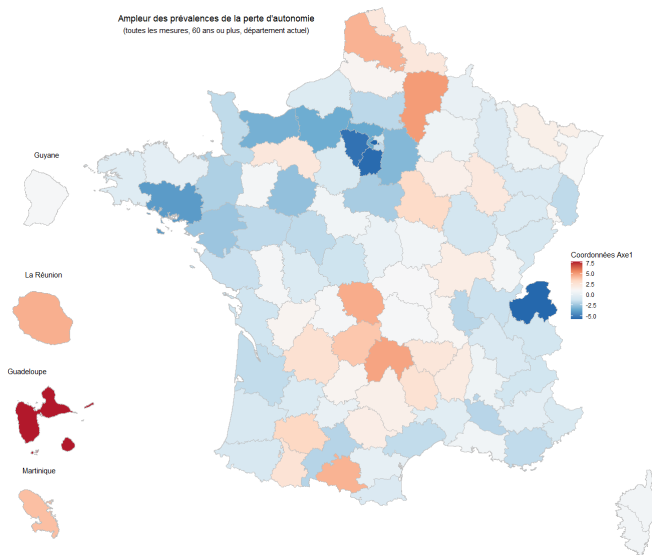 Ampleur des prévalences de la perte d'autonomie
(toutes les mesures, 60 ans ou plus, département actuel)
Guyane
La Réunion
Guadeloupe
Martinique
Coordonnées Axe1
7.5
5.0
2.5
0.0
-2.5
-5.0